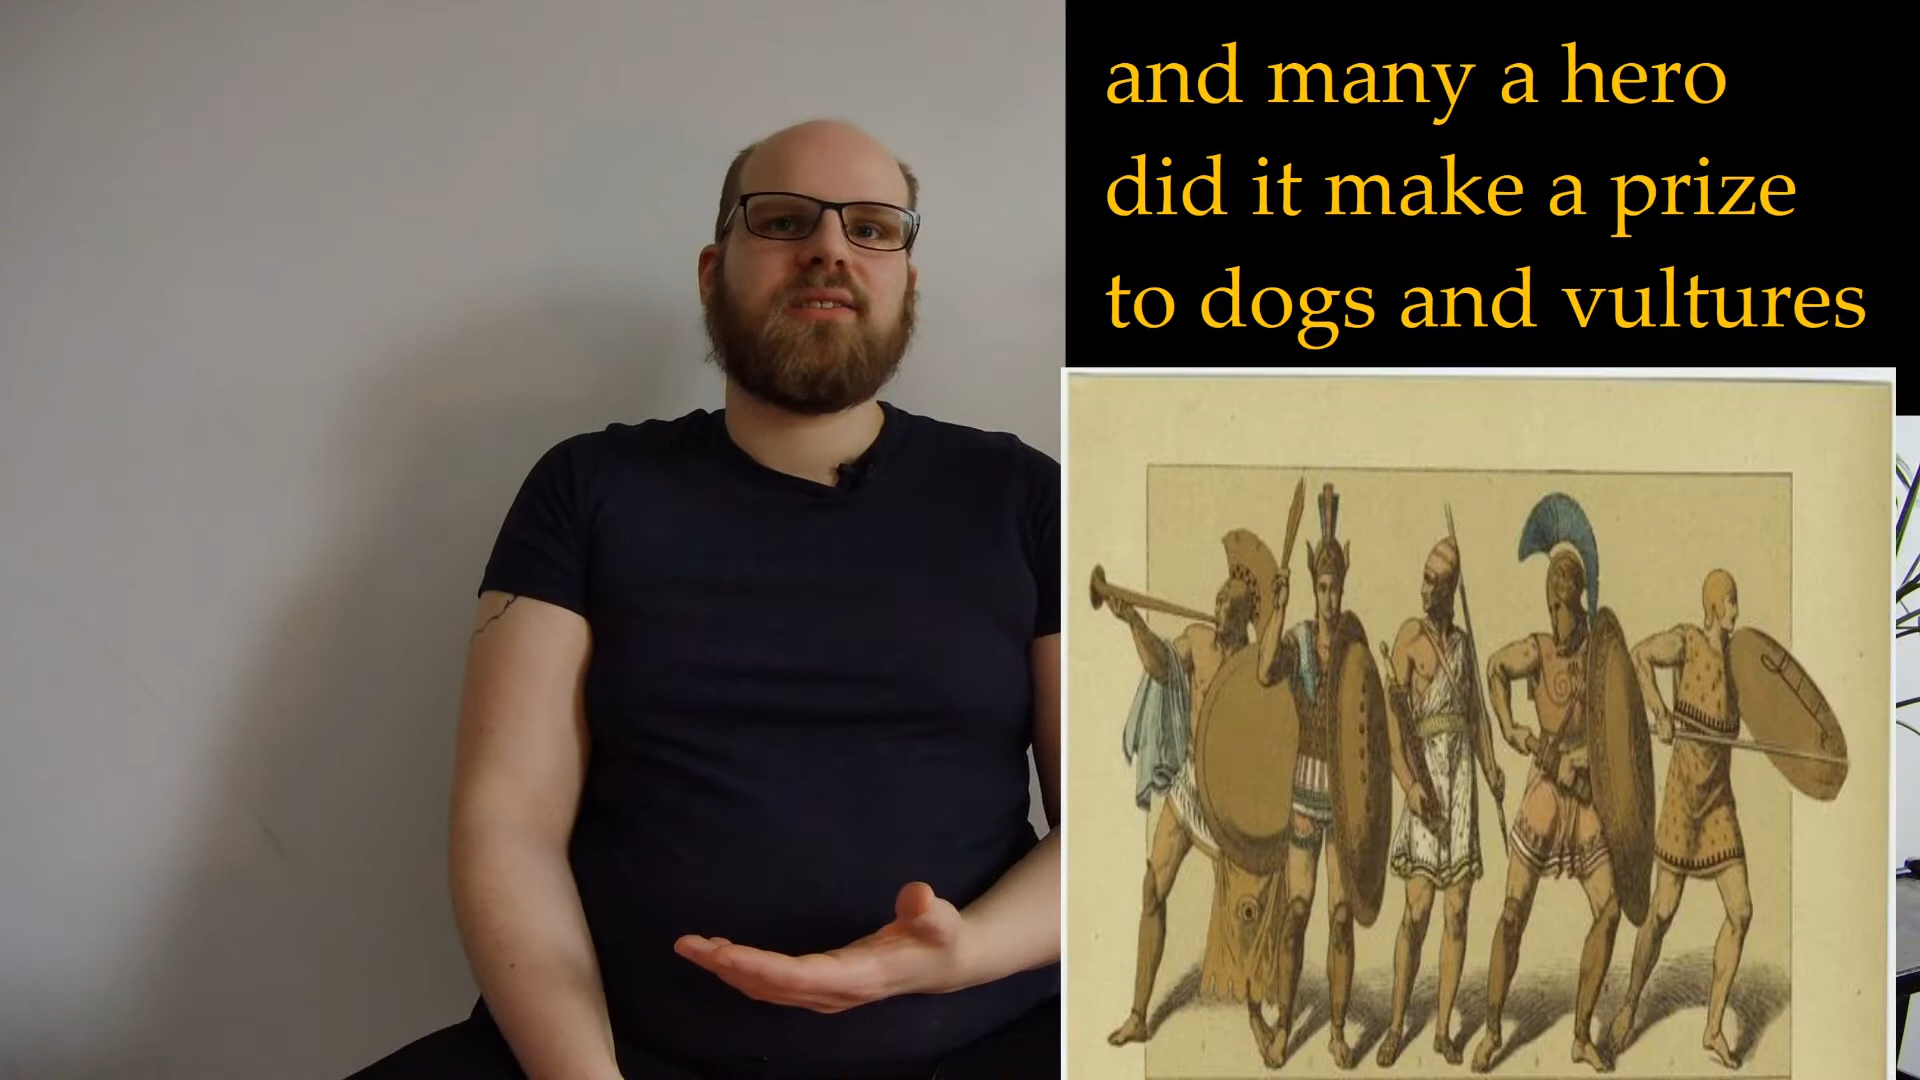 and many a hero
did it make a prize
to dogs and vultures